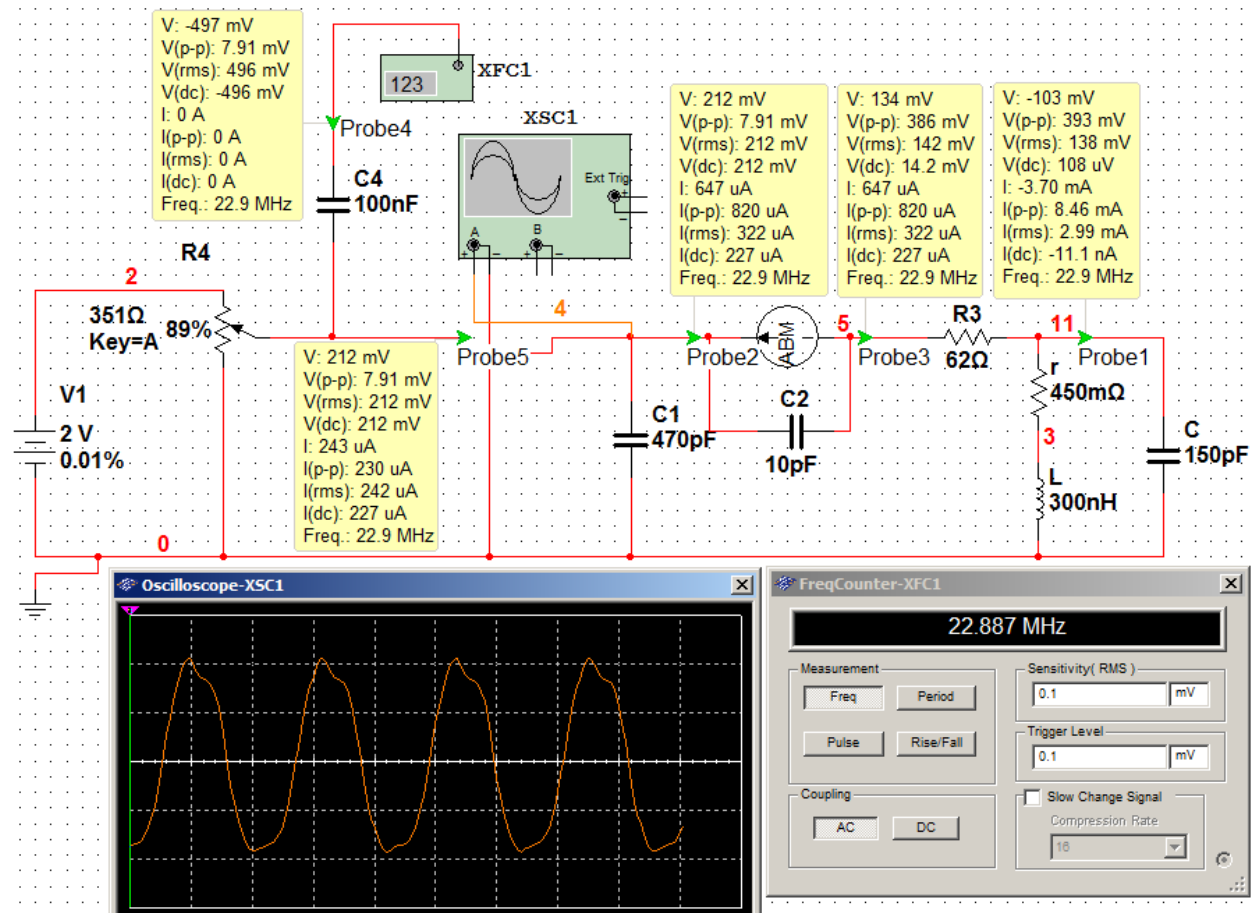 V: -497 mV
V(p-p): 7.91 mV
V(rms): 496 mV
V(dc): -496 mV
I: 0 A
I(p-p): 0 A
I(rms): 0 A
I(dc): 0 A
Freq.: 22.9 MHz
123
XFC1
Probe4
XSC1
Ext Trig
+
−
A
B
+
−
+
−
C4
100nF
V: 212 mV
V(p-p): 7.91 mV
V(rms): 212 mV
V(dc): 212 mV
I: 647 uA
I(p-p): 820 uA
I(rms): 322 uA
I(dc): 227 uA
Freq.: 22.9 MHz
V: 134 mV
V(p-p): 386 mV
V(rms): 142 mV
V(dc): 14.2 mV
I: 647 uA
I(p-p): 820 uA
I(rms): 322 uA
I(dc): 227 uA
Freq.: 22.9 MHz
V: -103 mV
V(p-p): 393 mV
V(rms): 138 mV
V(dc): 108 uV
I: -3.70 mA
I(p-p): 8.46 mA
I(rms): 2.99 mA
I(dc): -11.1 nA
Freq.: 22.9 MHz
R4
2
351Ω
Key=A
89%
4
Probe5
Probe2
ABM
5
Probe3
R3
62Ω
11
Probe1
V: 212 mV
V(p-p): 7.91 mV
V(rms): 212 mV
V(dc): 212 mV
I: 243 uA
I(p-p): 230 uA
I(rms): 242 uA
I(dc): 227 uA
Freq.: 22.9 MHz
V1
2 V
0.01%
C1
470pF
C2
10pF
r
450mΩ
3
L
300nH
C
150pF
0
Oscilloscope-XSC1
FreqCounter-XFC1
22.887 MHz
Measurement
Freq
Period
Pulse
Rise/Fall
Coupling
AC
DC
Sensitivity( RMS )
0.1
mV
Trigger Level
0.1
mV
Slow Change Signal
Compression Rate
16